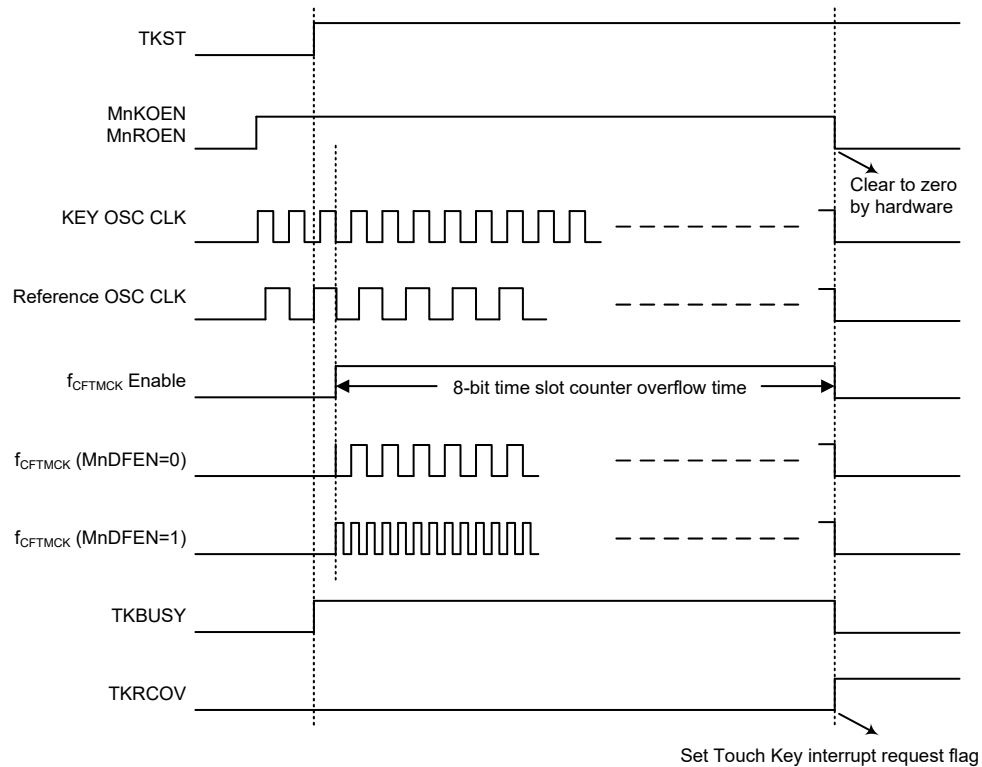 TKST
MnKOEN
MnROEN
Clear to zero
by hardware
KEY OSC CLK
Reference OSC CLK
fCFTMCK Enable
8-bit time slot counter overflow time
fCFTMCK (MnDFEN=0)
fCFTMCK (MnDFEN=1)
TKBUSY
TKRCOV
Set Touch Key interrupt request flag